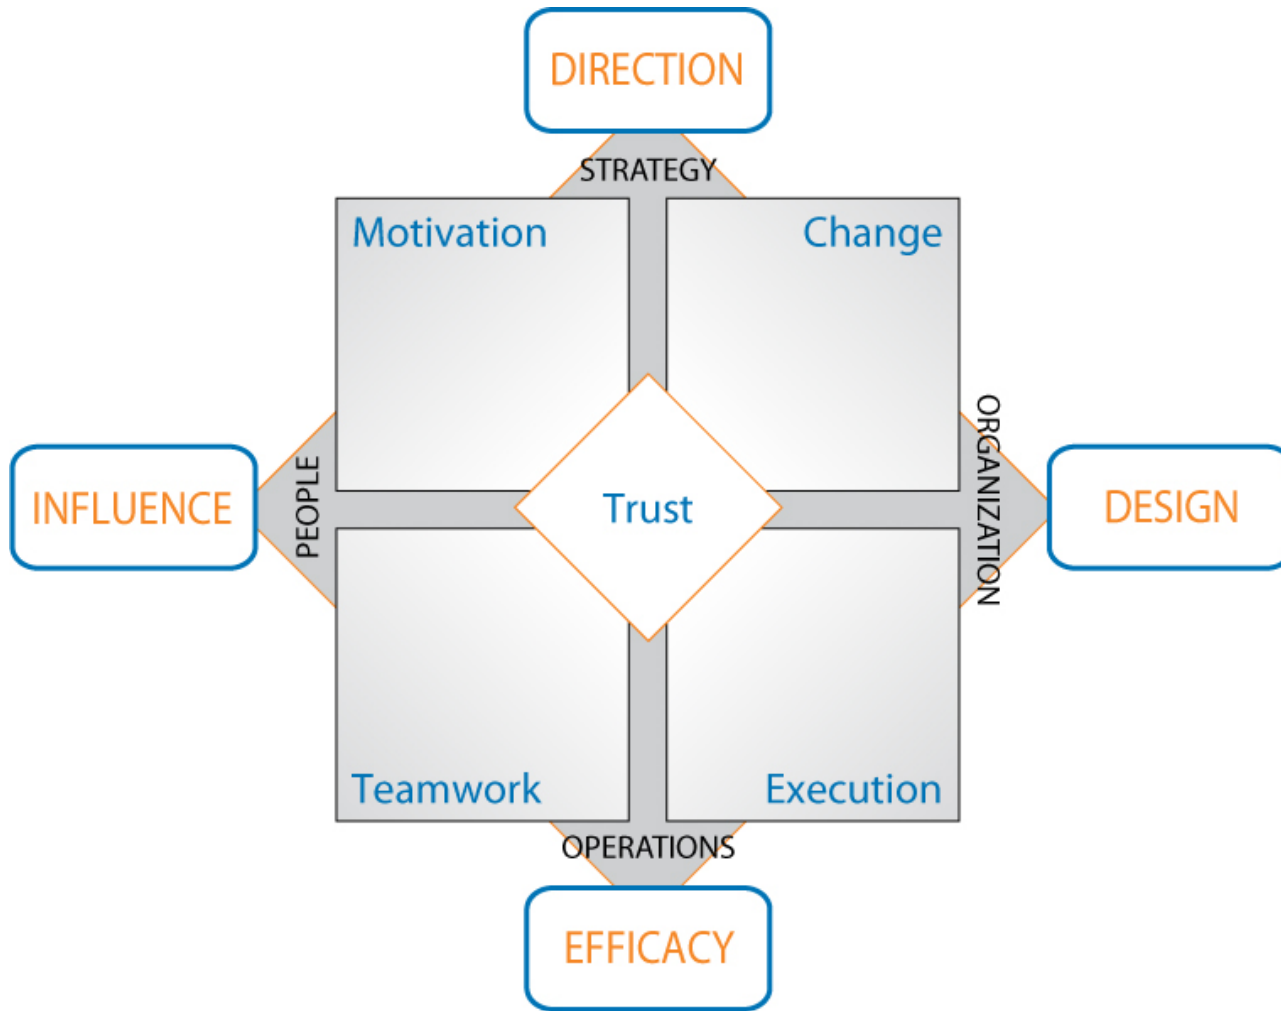 DIRECTION
STRATEGY
Motivation
Change
INFLUENCE
PEOPLE
Trust
ORGANIZATION
DESIGN
Teamwork
Execution
OPERATIONS
EFFICACY